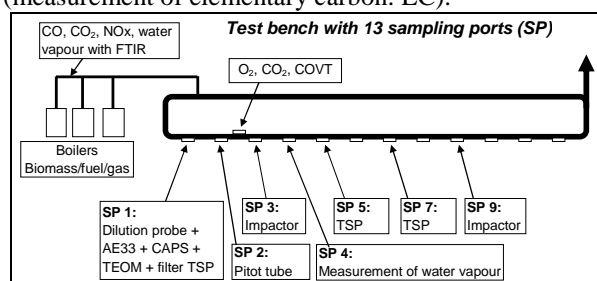 (measurement of elementary carbon: EC).
Test bench with 13 sampling ports (SP)
CO, CO₂, NOx, water
vapour with FTIR
O₂, CO₂, COVT
Boilers
Biomass/fuel/gas
SP 1:
Dilution probe +
AE33 + CAPS +
TEOM + filter TSP
SP 2:
Pitot tube
SP 3:
Impactor
SP 4:
Measurement of water vapour
SP 5:
TSP
SP 7:
TSP
SP 9:
Impactor